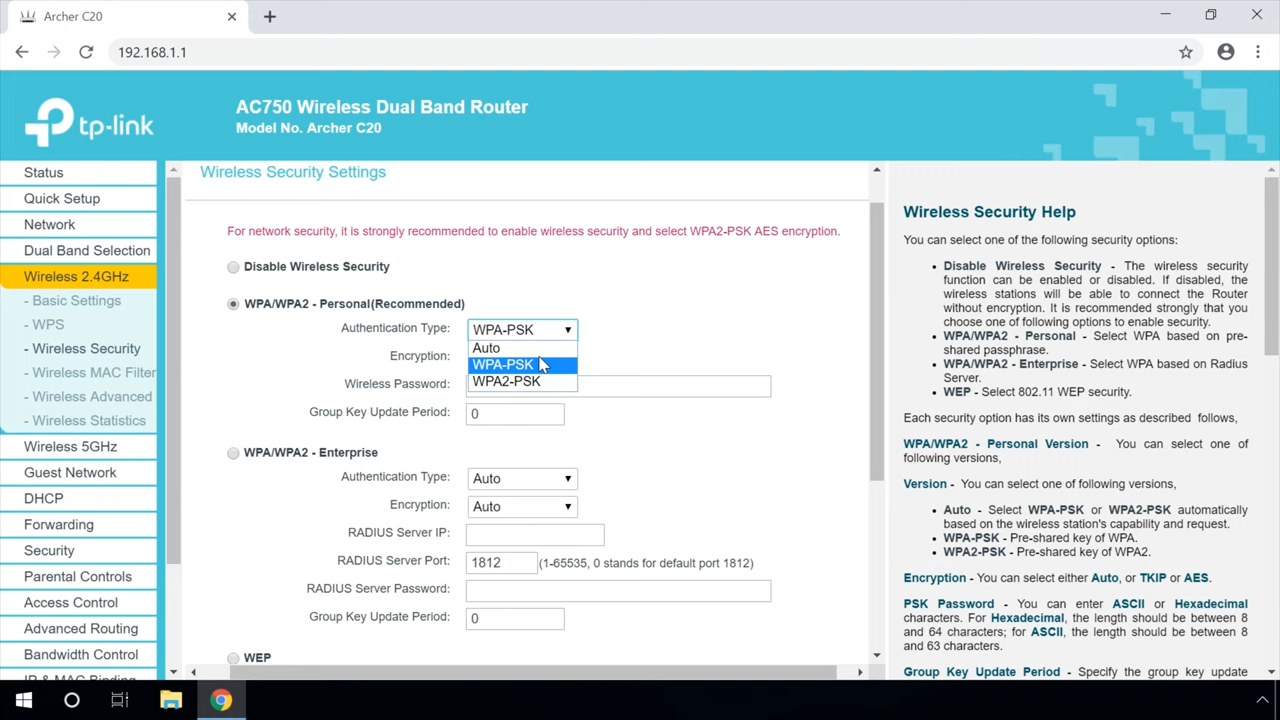 Archer C20
192.168.1.1
tp-link
AC750 Wireless Dual Band Router
Model No. Archer C20
Status
Quick Setup
Network
Dual Band Selection
Wireless 2.4GHz
- Basic Settings
- WPS
- Wireless Security
- Wireless MAC Filter
- Wireless Advanced
- Wireless Statistics
Wireless 5GHz
Guest Network
DHCP
Forwarding
Security
Parental Controls
Access Control
Advanced Routing
Bandwidth Control
IP & MAC Binding
Wireless Security Settings
For network security, it is strongly recommended to enable wireless security and select WPA2-PSK AES encryption.
Disable Wireless Security
WPA/WPA2 - Personal(Recommended)
Authentication Type: WPA-PSK
Auto
WPA-PSK
WPA2-PSK
Encryption:
Wireless Password:
Group Key Update Period: 0
WPA/WPA2 - Enterprise
Authentication Type: Auto
Encryption: Auto
RADIUS Server IP:
RADIUS Server Port: 1812 (1-65535, 0 stands for default port 1812)
RADIUS Server Password:
Group Key Update Period: 0
WEP
Wireless Security Help
You can select one of the following security options:
• Disable Wireless Security - The wireless security
function can be enabled or disabled. If disabled, the
wireless stations will be able to connect the Router
without encryption. It is recommended strongly that you
choose one of following options to enable security.
• WPA/WPA2 - Personal - Select WPA based on pre-
shared passphrase.
• WPA/WPA2 - Enterprise - Select WPA based on Radius
Server.
• WEP - Select 802.11 WEP security.
Each security option has its own settings as described follows,
WPA/WPA2 - Personal Version - You can select one of
following versions,
Version - You can select one of following versions,
• Auto - Select WPA-PSK or WPA2-PSK automatically
based on the wireless station's capability and request.
• WPA-PSK - Pre-shared key of WPA.
• WPA2-PSK - Pre-shared key of WPA2.
Encryption - You can select either Auto, or TKIP or AES.
PSK Password - You can enter ASCII or Hexadecimal
characters. For Hexadecimal, the length should be between 8
and 64 characters; for ASCII, the length should be between 8
and 63 characters.
Group Key Update Period - Specify the group key update